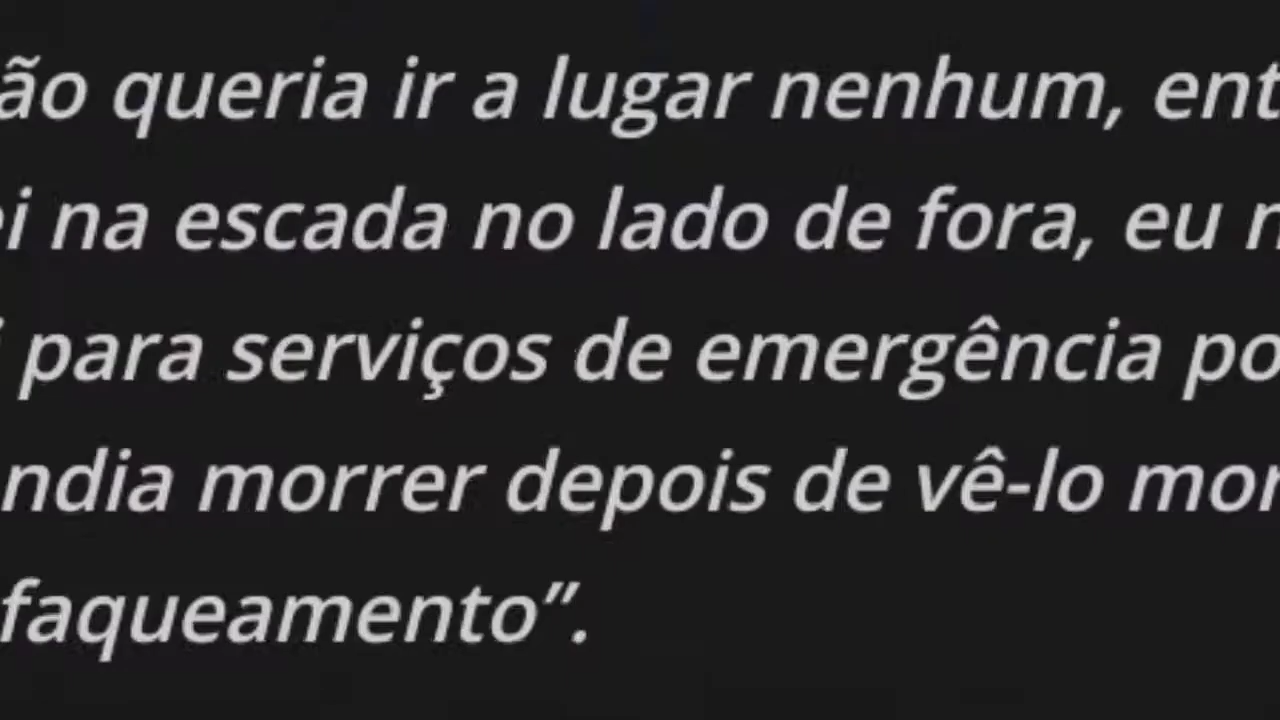 ão queria ir a lugar nenhum, ent
ei na escada no lado de fora, eu n
para serviços de emergência po
ndia morrer depois de vê-lo mor
faqueamento”.